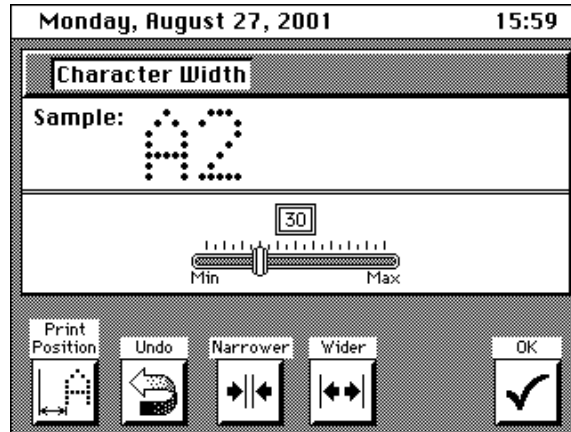 Monday, August 27, 2001 15:59
Character Width
Sample: A2
30
Min Max
Print
Position Undo Narrower Wider OK
A